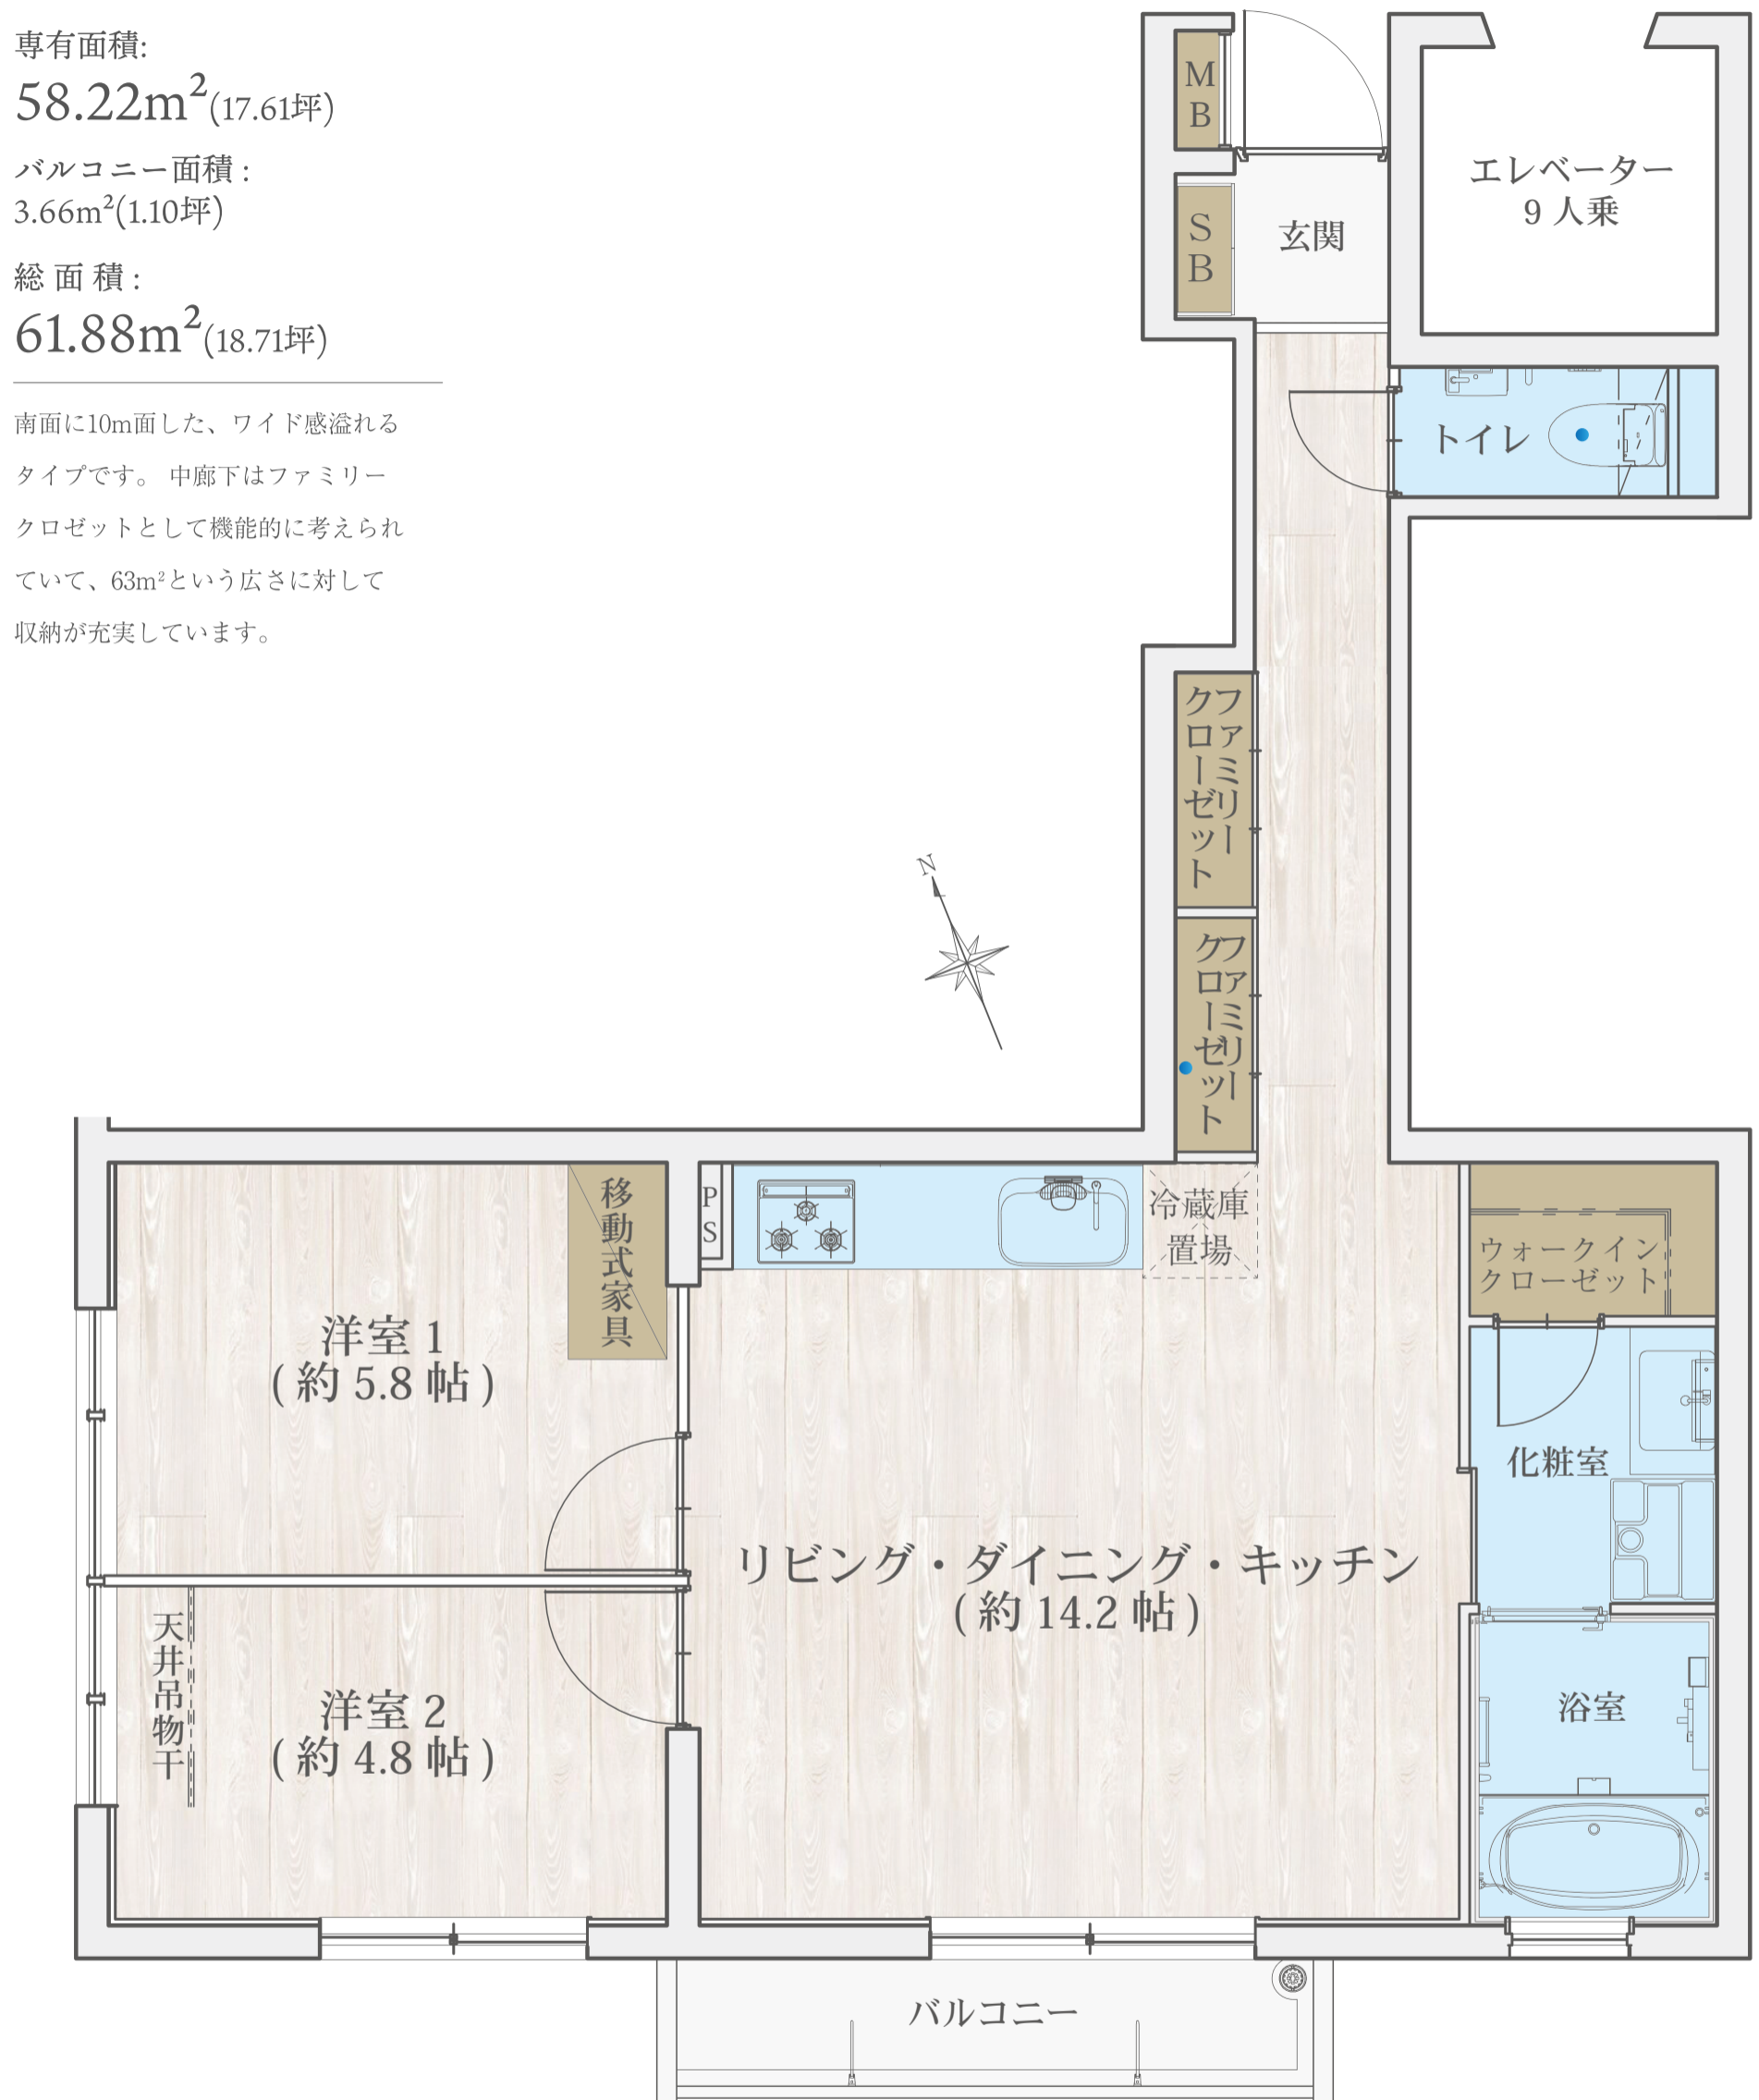 専有面積:
58.22m²(17.61坪)
バルコニー面積 :
3.66m²(1.10坪)
総 面 積 :
61.88m²(18.71坪)
南面に10m面した、ワイド感溢れる
タイプです。 中廊下はファミリー
クロゼットとして機能的に考えられ
ていて、63m²という広さに対して
収納が充実しています。
MB
SB
玄関
エレベーター
9 人乗
トイレ
ファミリー
クローゼット
ファミリー
クローゼット
N
移動式家具
PS
冷蔵庫
置場
ウォークイン
クローゼット
洋室 1
( 約 5.8 帖 )
化粧室
リビング・ダイニング・キッチン
( 約 14.2 帖 )
天井吊物干
洋室 2
( 約 4.8 帖 )
浴室
バルコニー